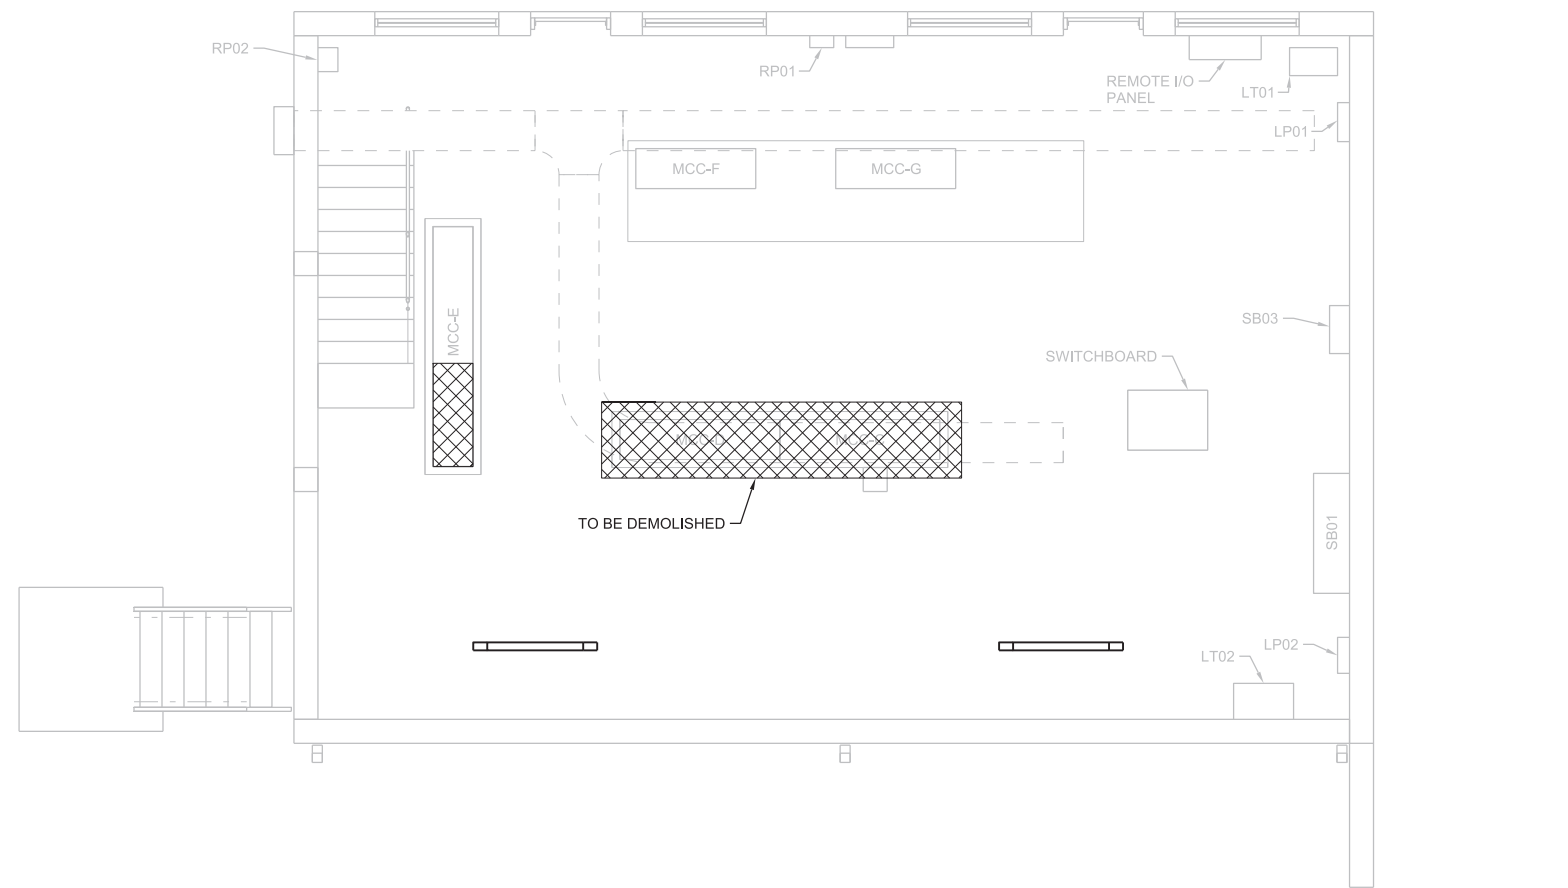 RP02
RP01
REMOTE I/O
PANEL
LT01
LP01
MCC-F
MCC-G
MCC-E
SB03
SWITCHBOARD
TO BE DEMOLISHED
SB01
LT02
LP02